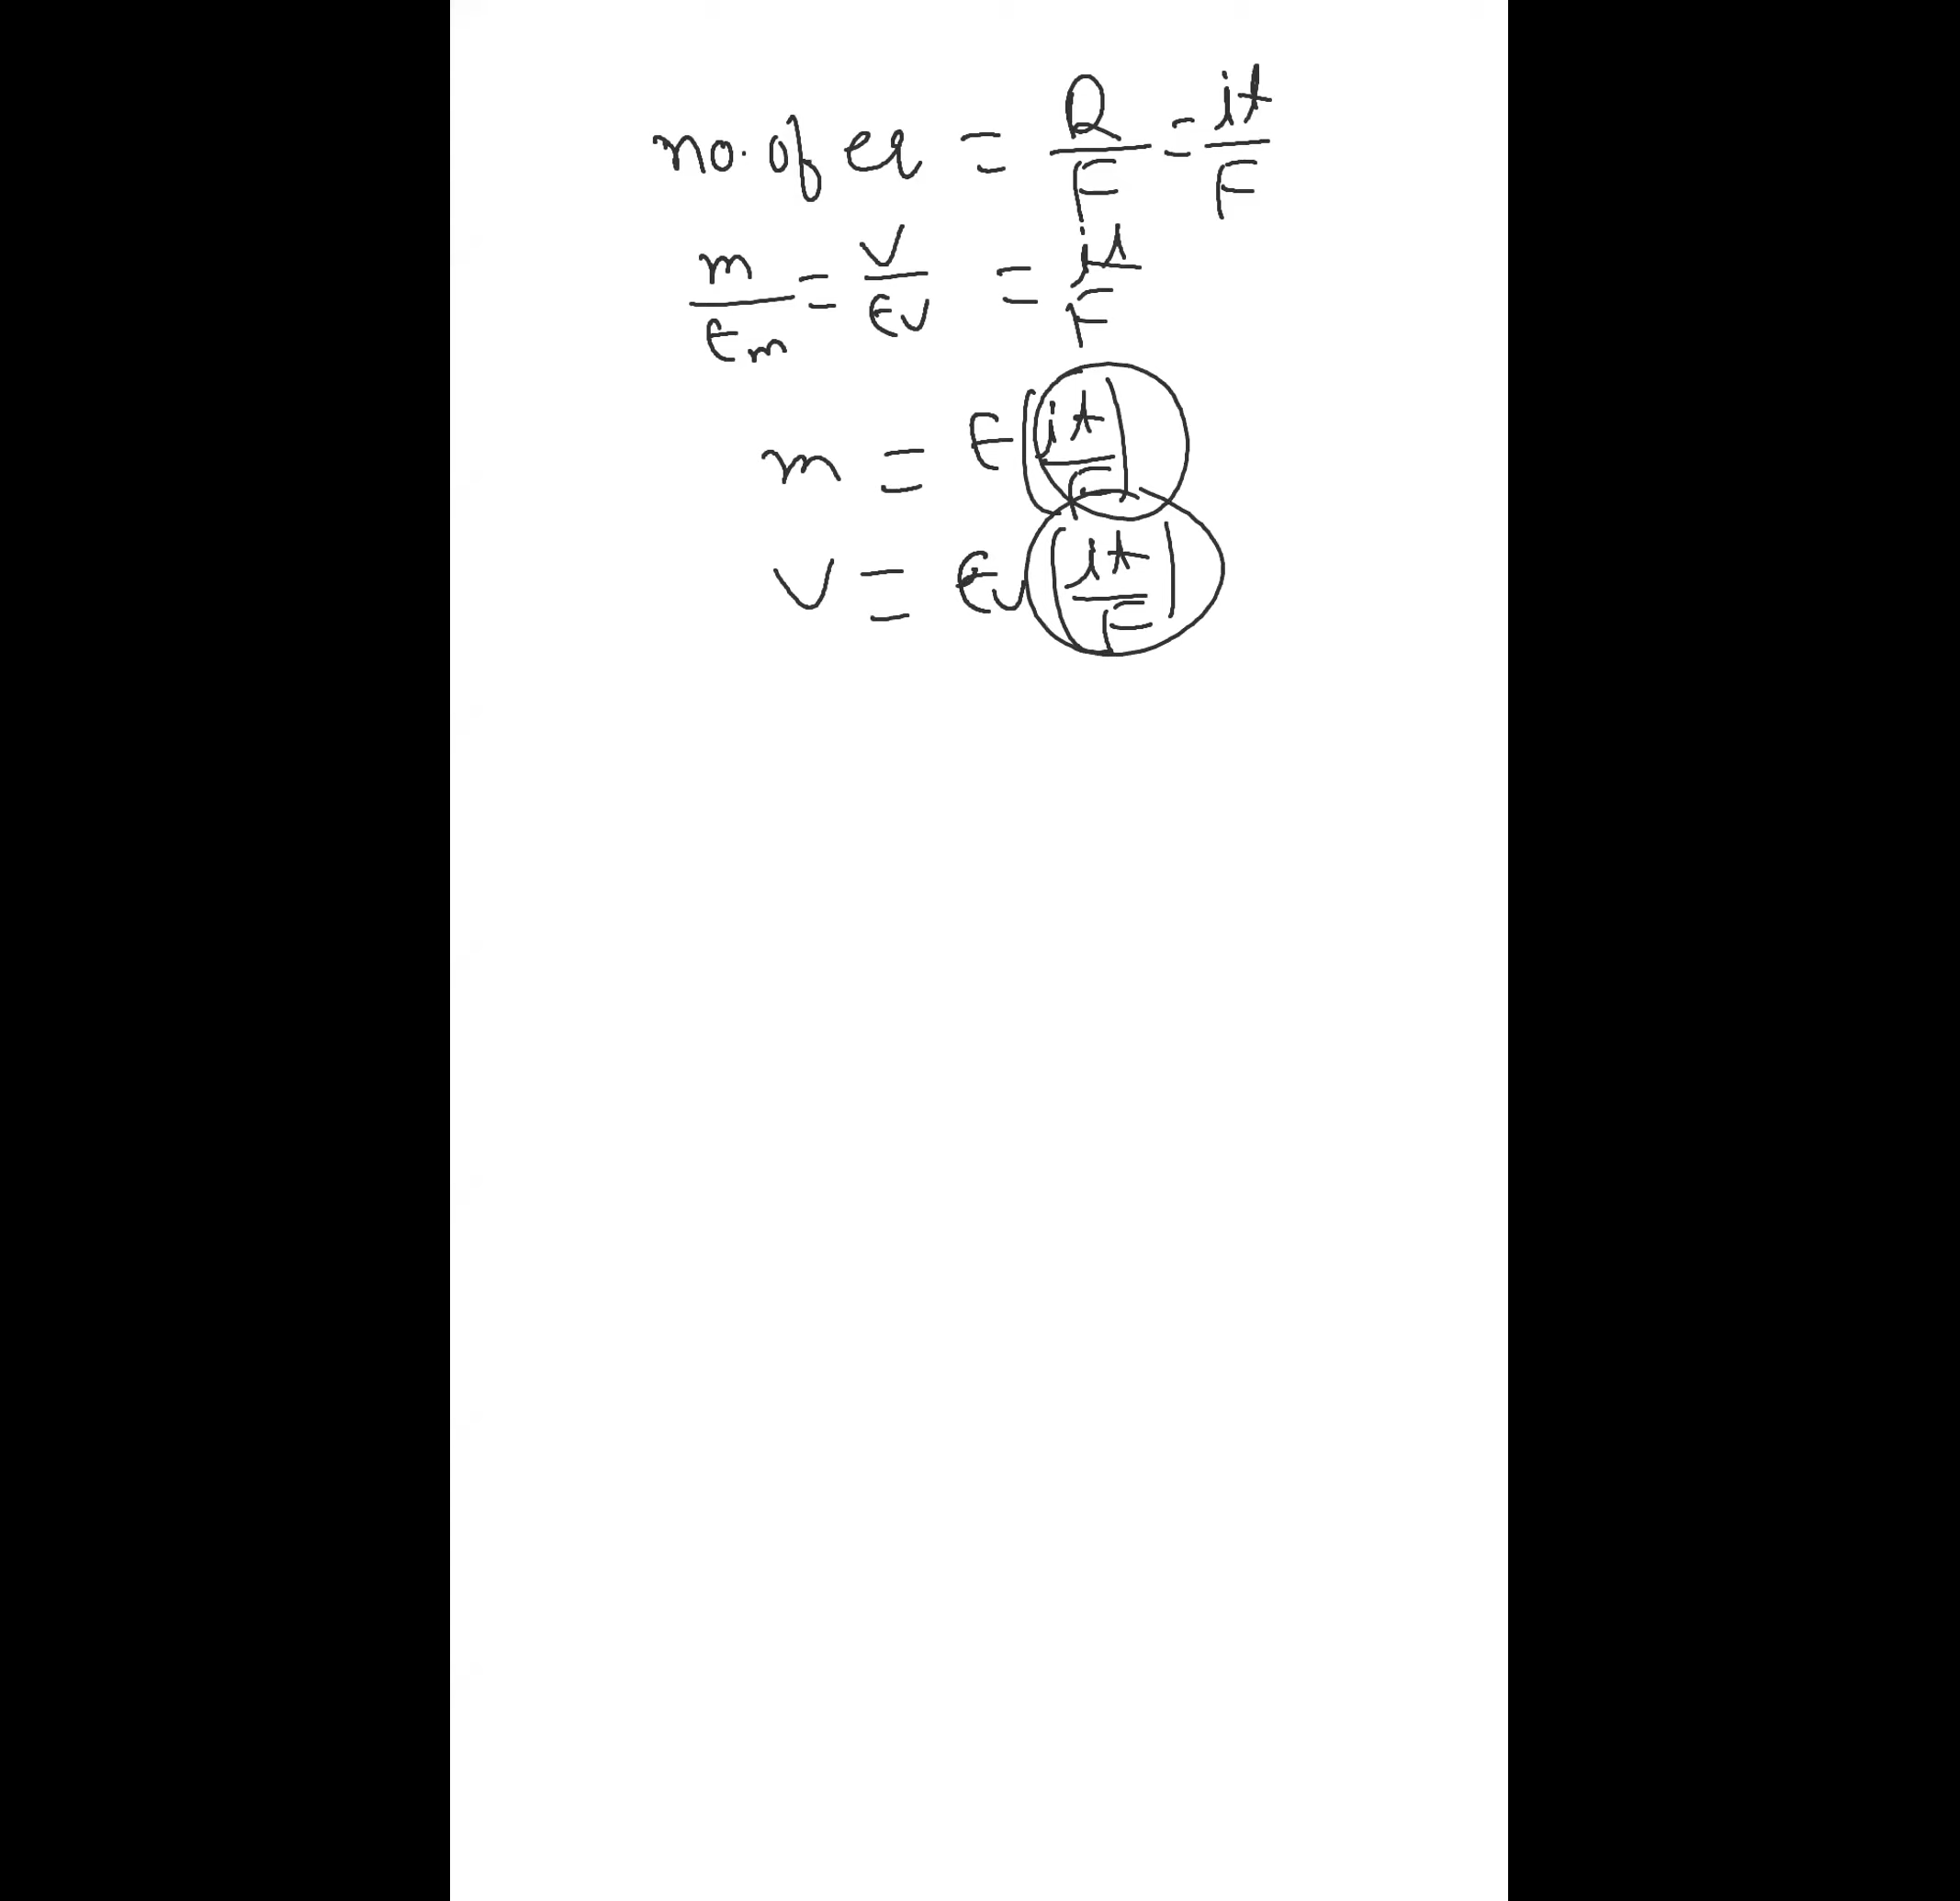 no. of eq = Q/F = it/F
m/Em = V/EV = it/F
m = E(it/F)
V = EV(it/F)